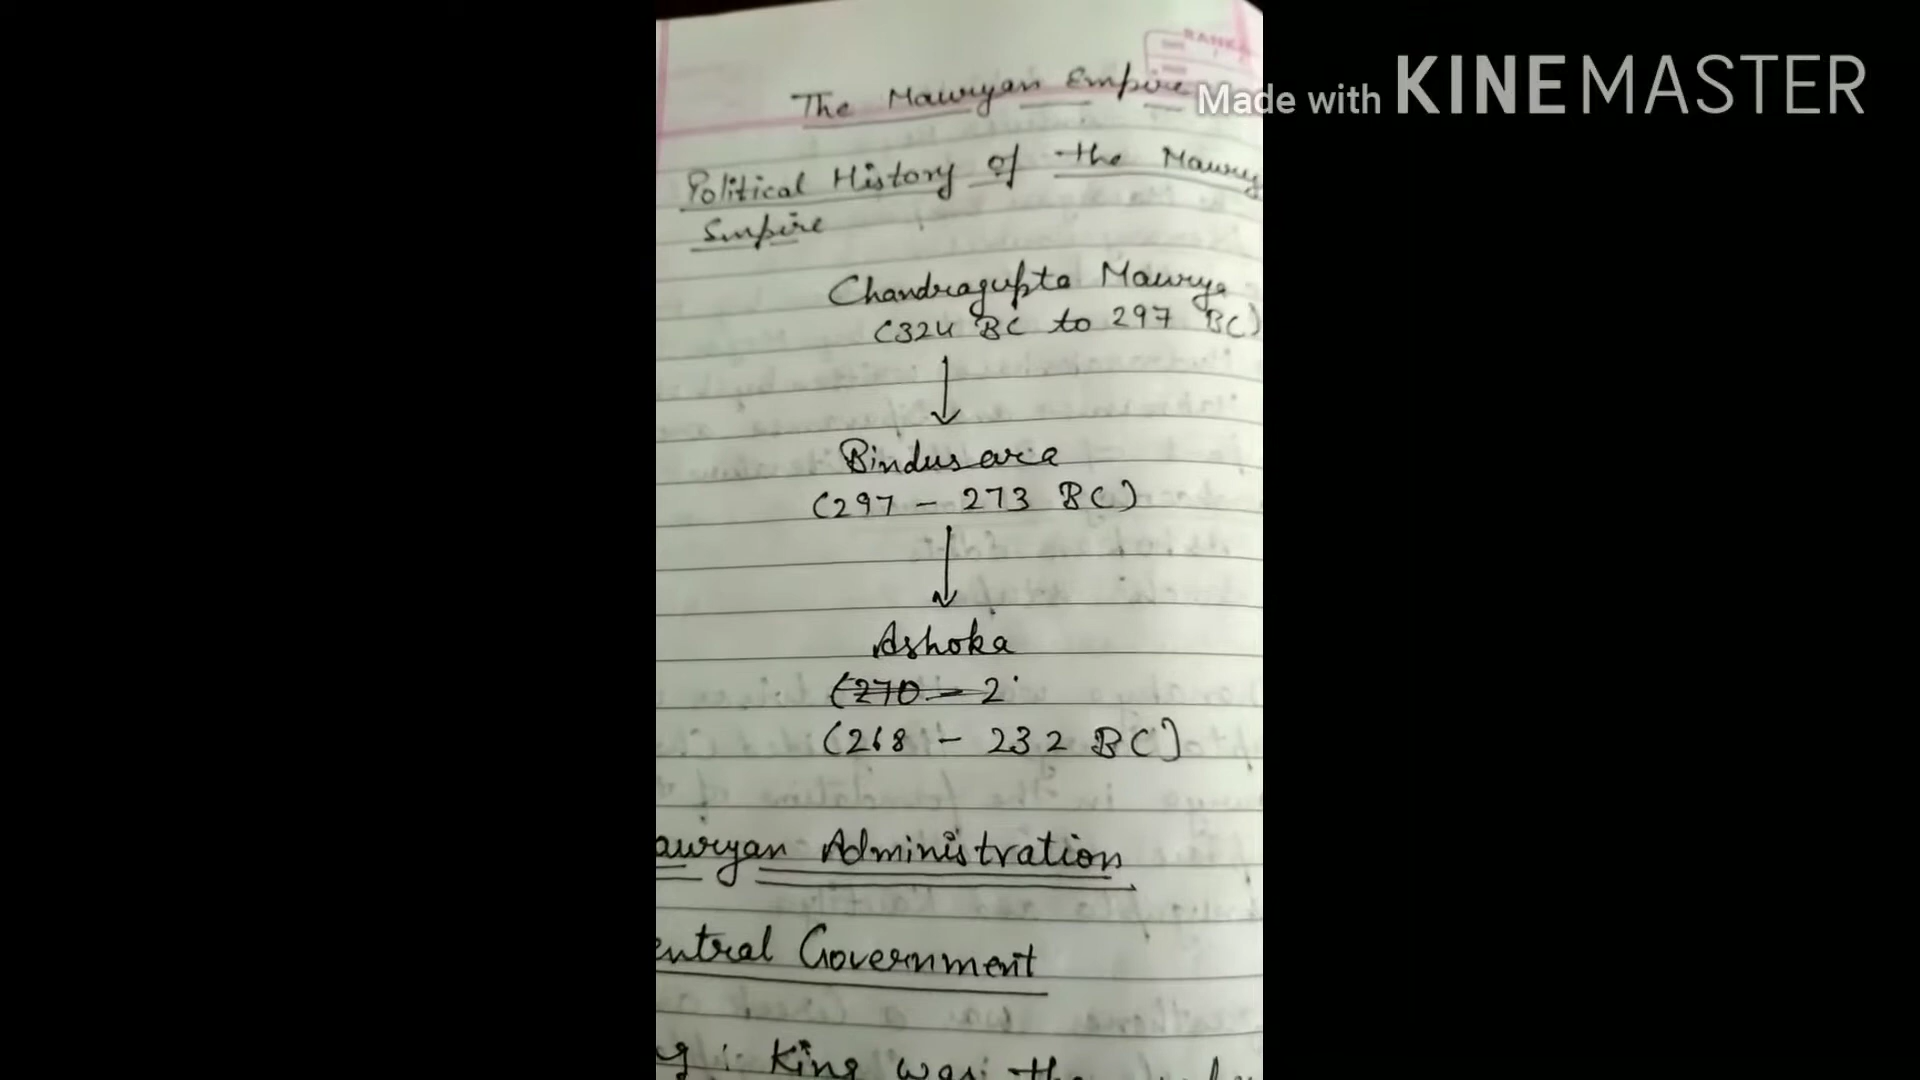 The Mauryan Empire
Made with KINEMASTER
Political History of the Maury
Empire
Chandragupta Maurya
(324 BC to 297 BC)
Bindusara
(297 - 273 BC)
Ashoka
(270 - 2
(268 - 232 BC)
auryan Administration
entral Government
g : King was the